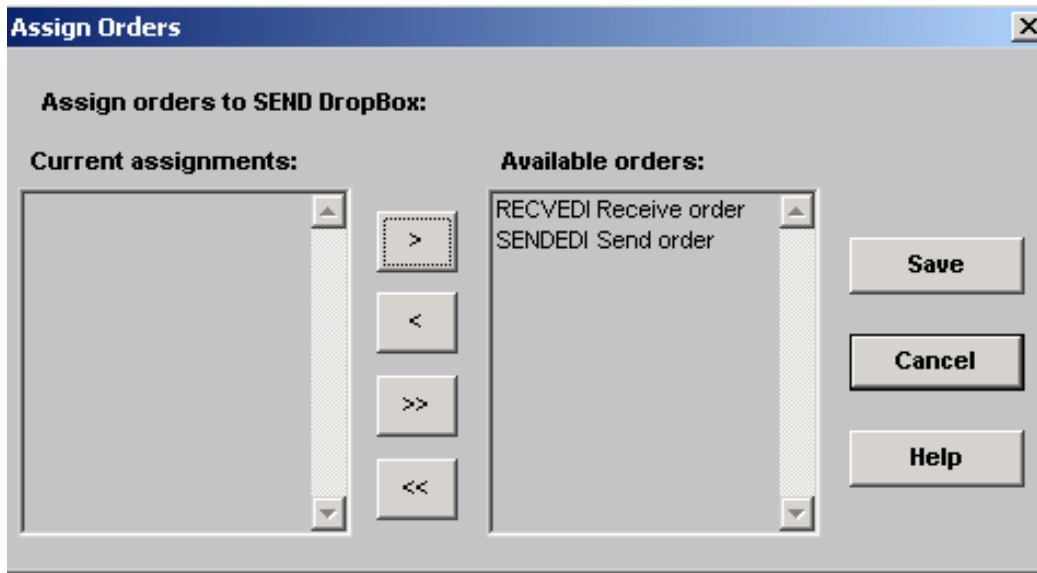 Assign Orders
Assign orders to SEND DropBox:
Current assignments:
Available orders:
RECVEDI Receive order
SENDEDI Send order
>
<
>>
<<
Save
Cancel
Help